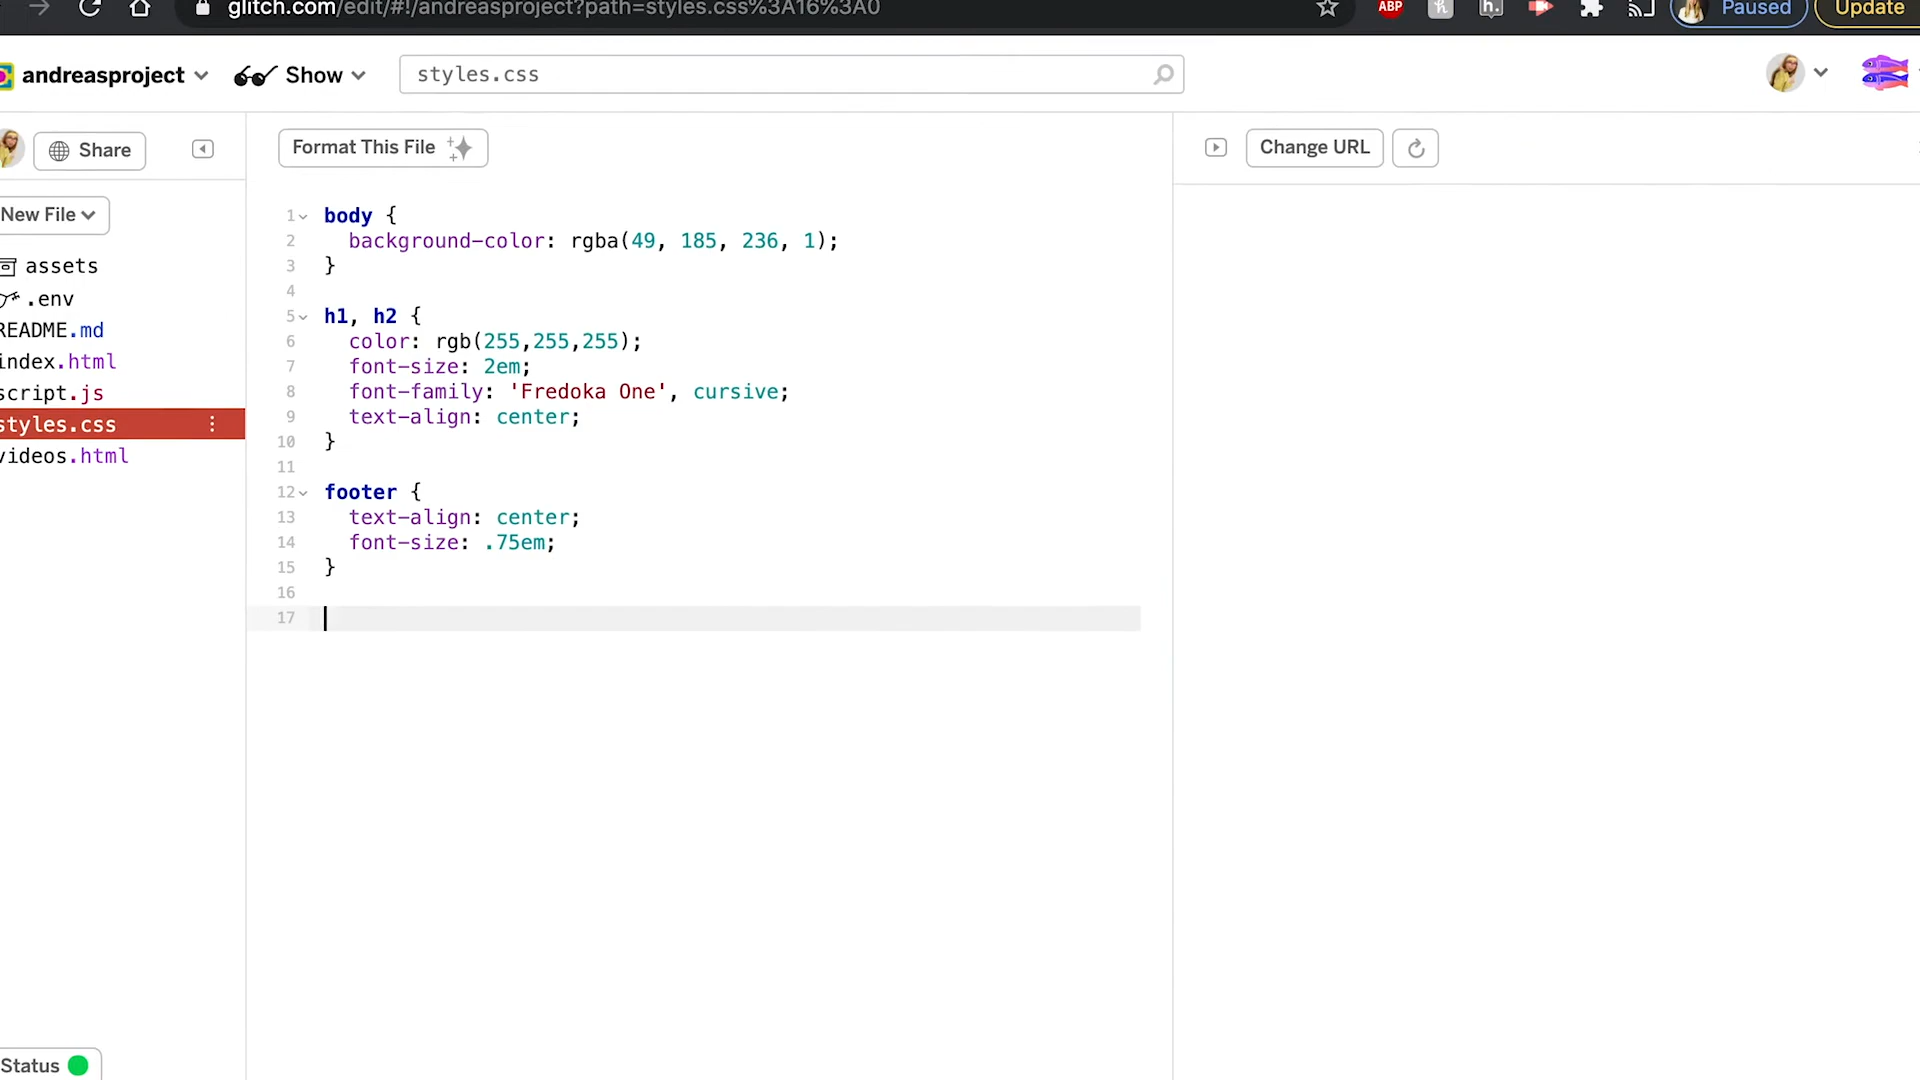 glitch.com/edit/#!/andreasproject?path=styles.css%3A16%3A0
ABP
h
h.
Paused
Update
andreasproject
Show
styles.css
Share
Format This File
Change URL
New File
assets
.env
README.md
index.html
script.js
styles.css
videos.html
1 body {
2 background-color: rgba(49, 185, 236, 1);
3 }
4
5 h1, h2 {
6 color: rgb(255,255,255);
7 font-size: 2em;
8 font-family: 'Fredoka One', cursive;
9 text-align: center;
10 }
11
12 footer {
13 text-align: center;
14 font-size: .75em;
15 }
16
17
Status